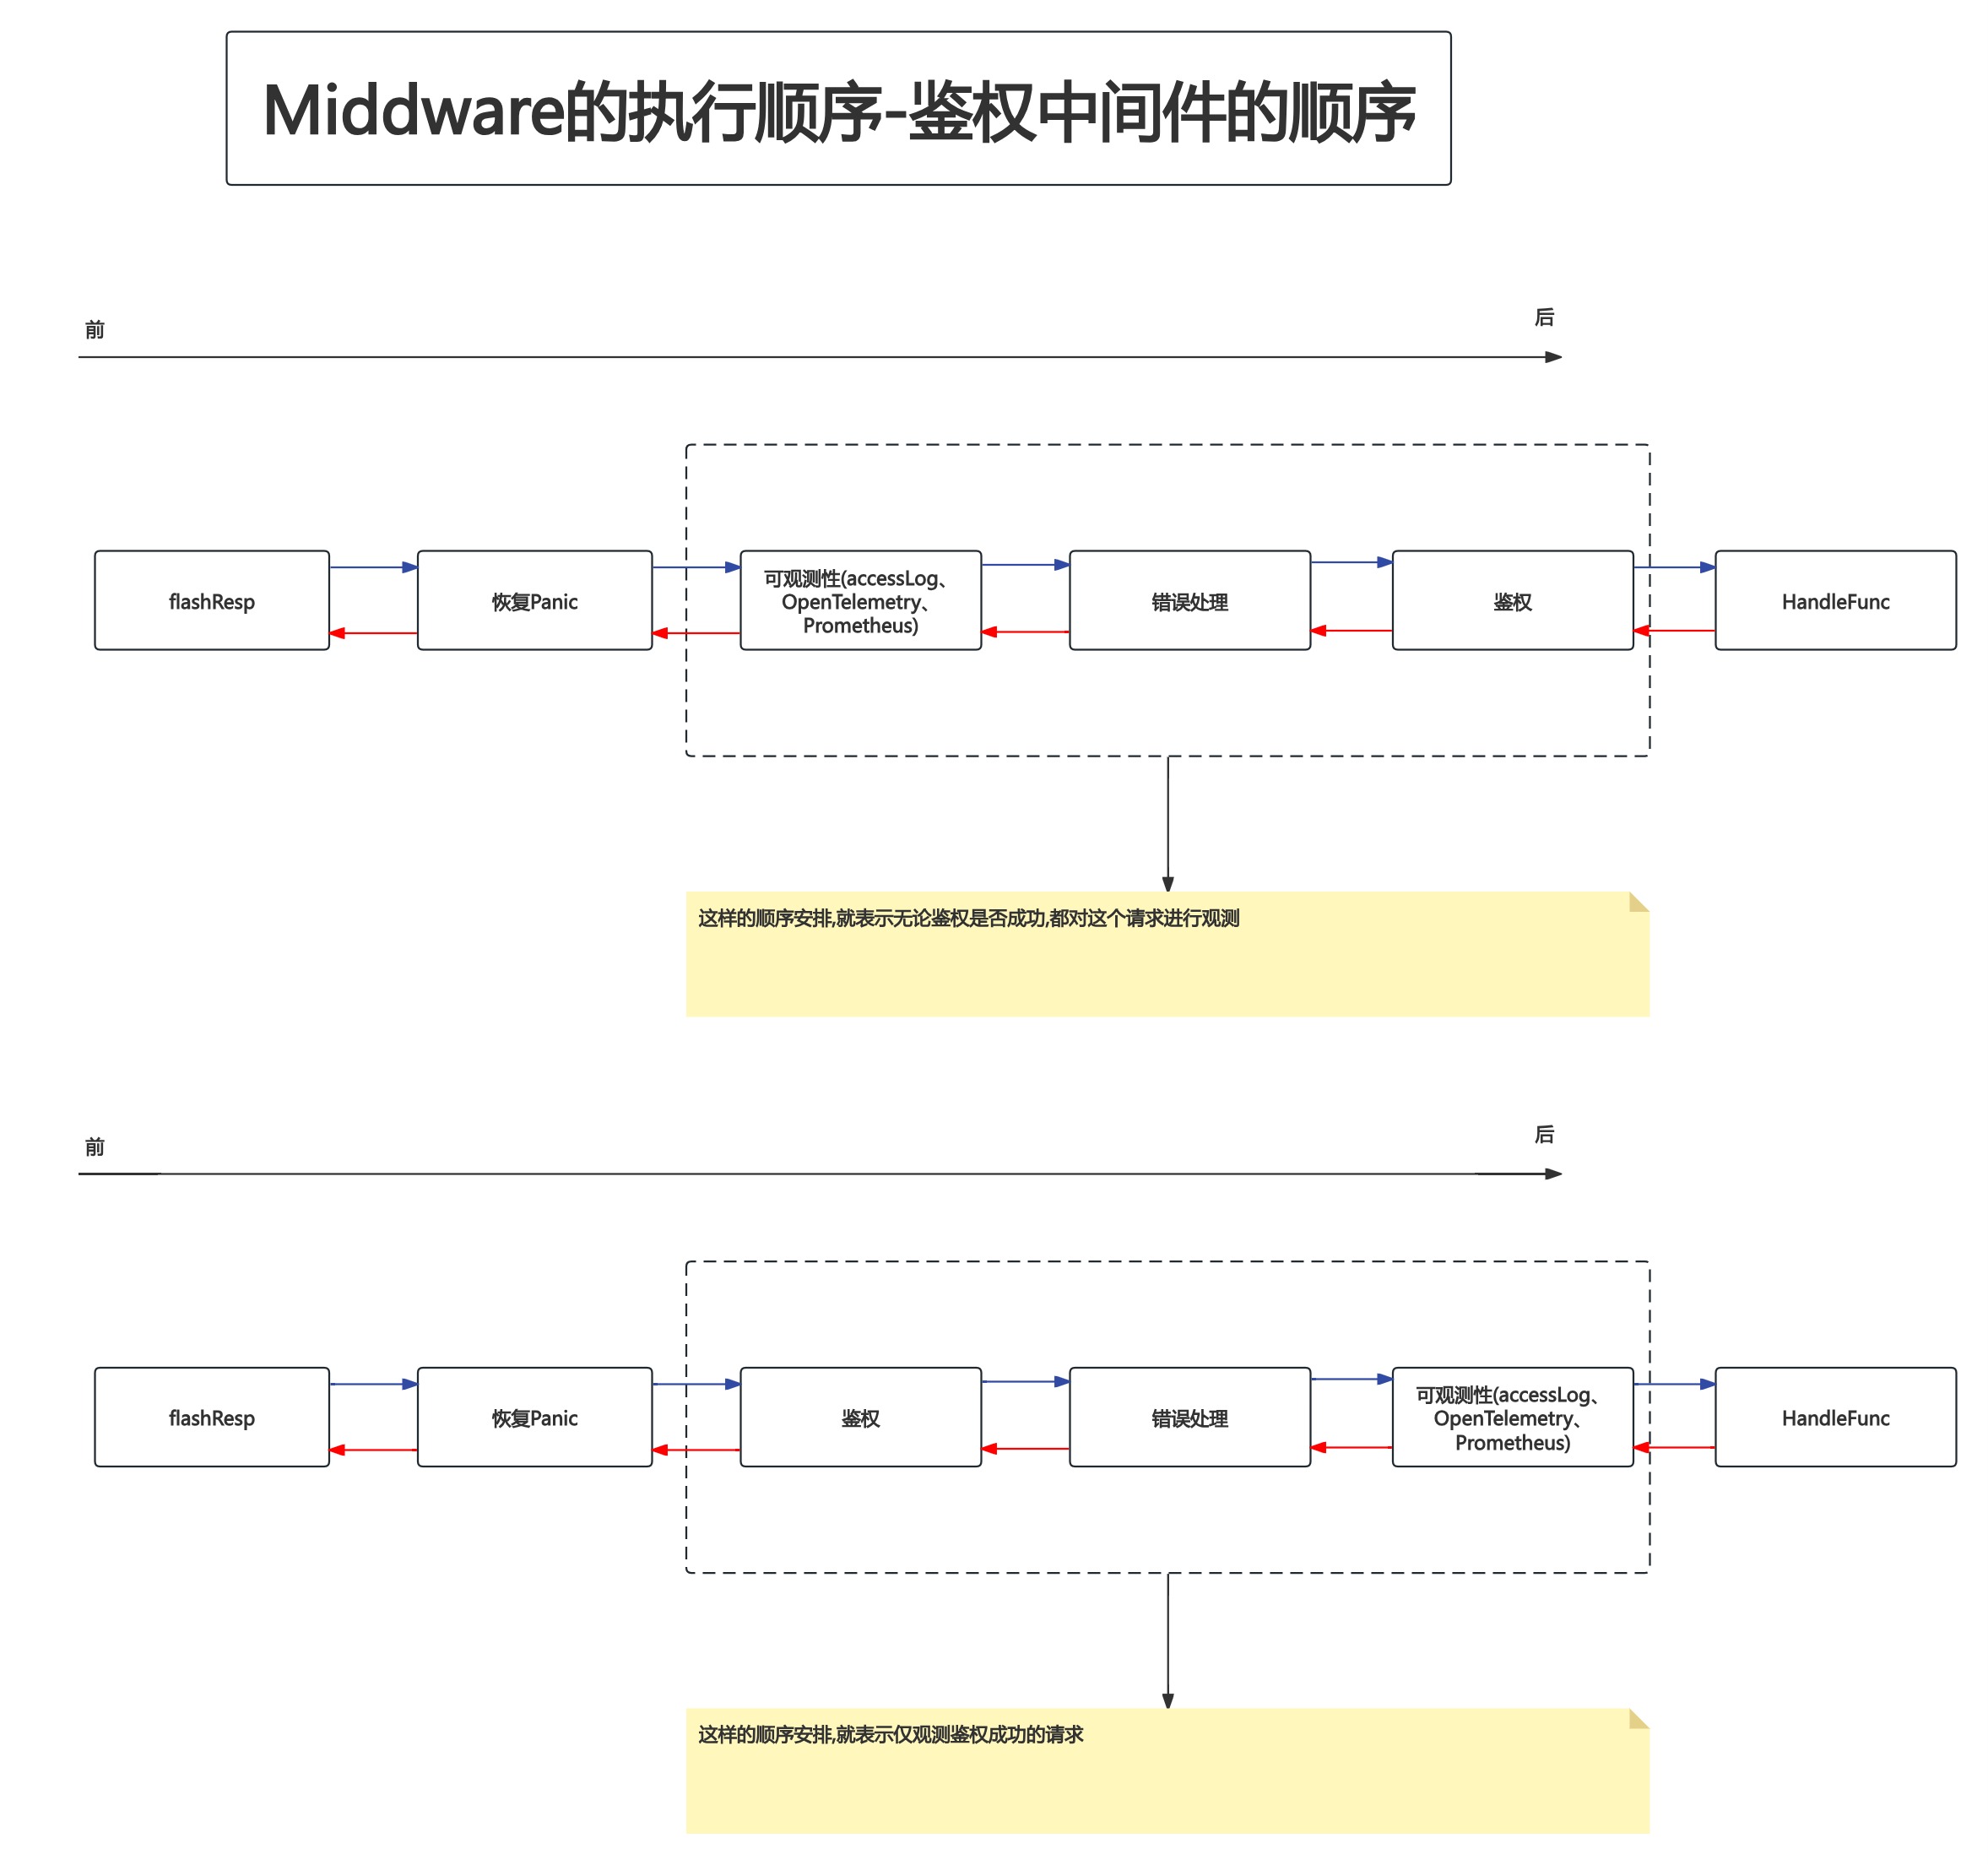 Middware的执行顺序-鉴权中间件的顺序
前
后
flashResp
恢复Panic
可观测性(accessLog、
OpenTelemetry、
Prometheus)
错误处理
鉴权
HandleFunc
这样的顺序安排,就表示无论鉴权是否成功,都对这个请求进行观测
前
后
flashResp
恢复Panic
鉴权
错误处理
可观测性(accessLog、
OpenTelemetry、
Prometheus)
HandleFunc
这样的顺序安排,就表示仅观测鉴权成功的请求